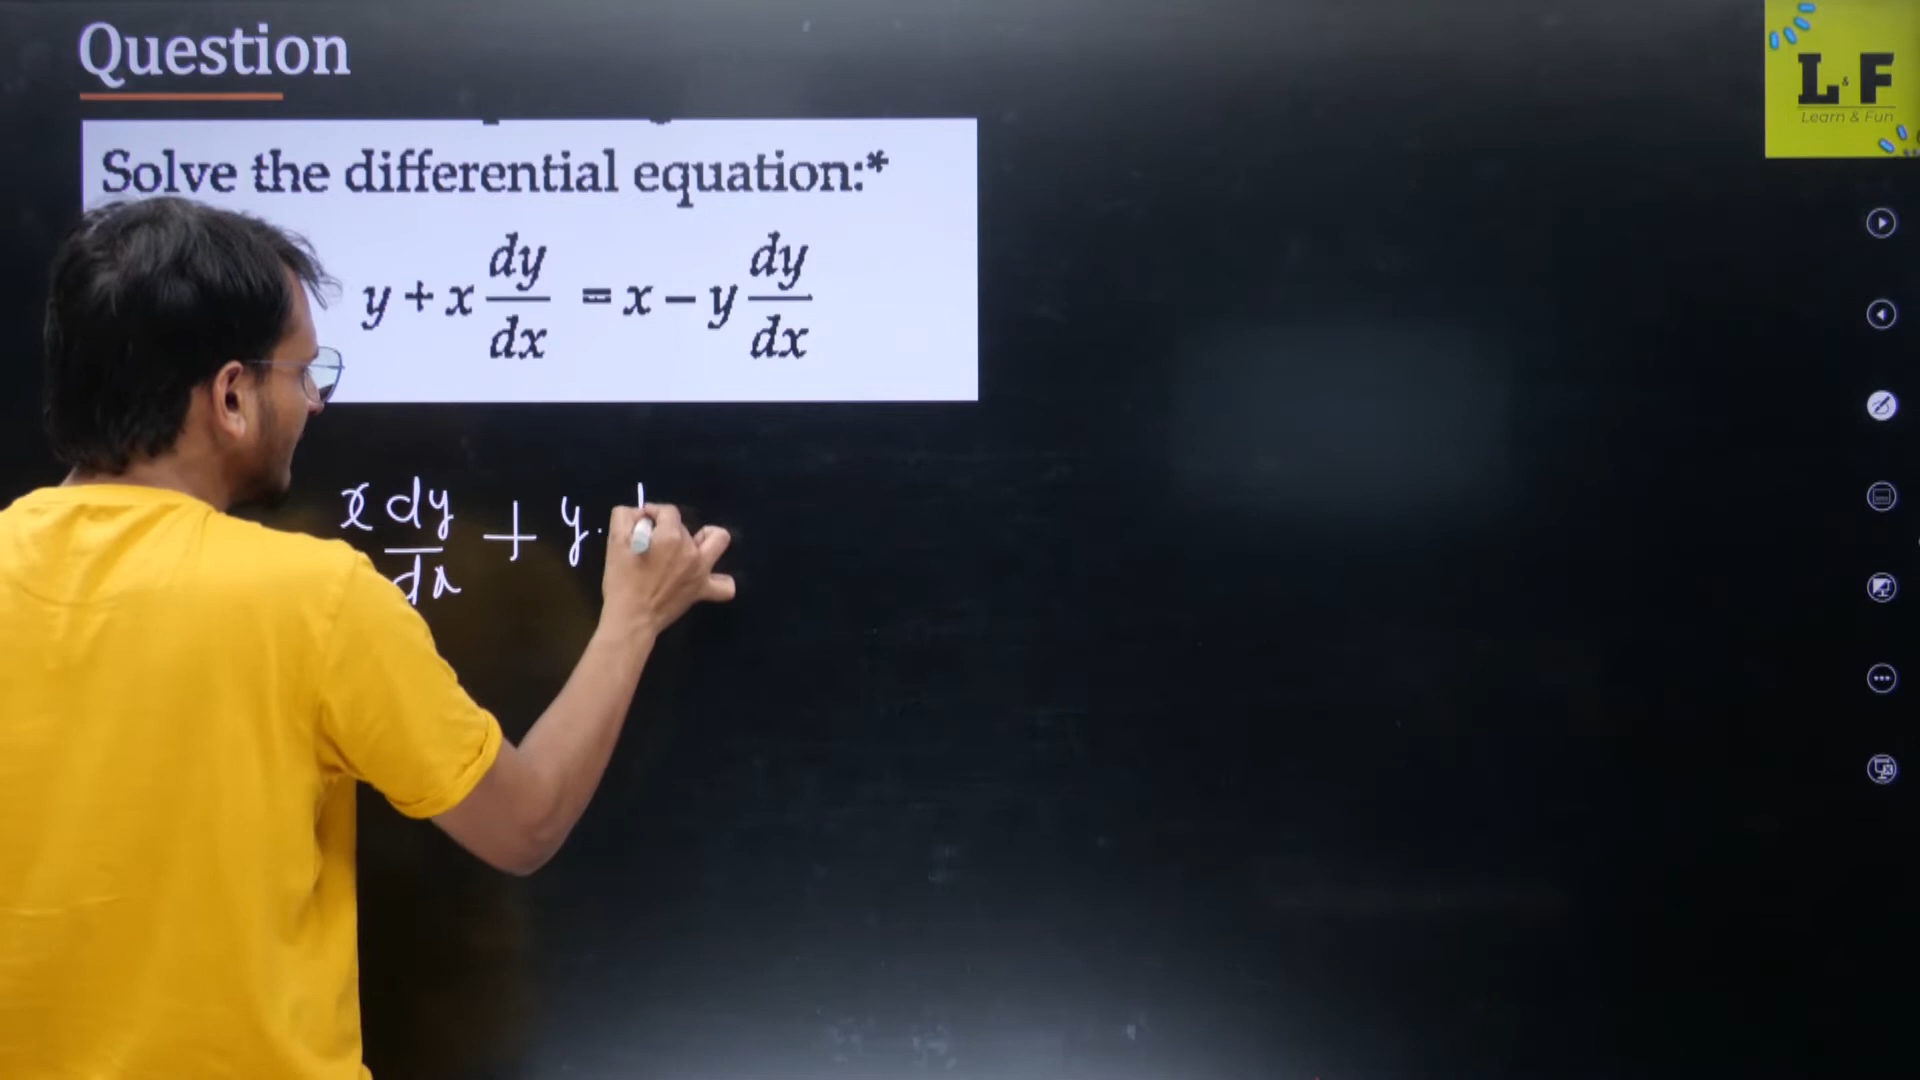 Question
L&F
Learn & Fun
Solve the differential equation:*
y + x dy/dx = x − y dy/dx
x dy/dx + y.